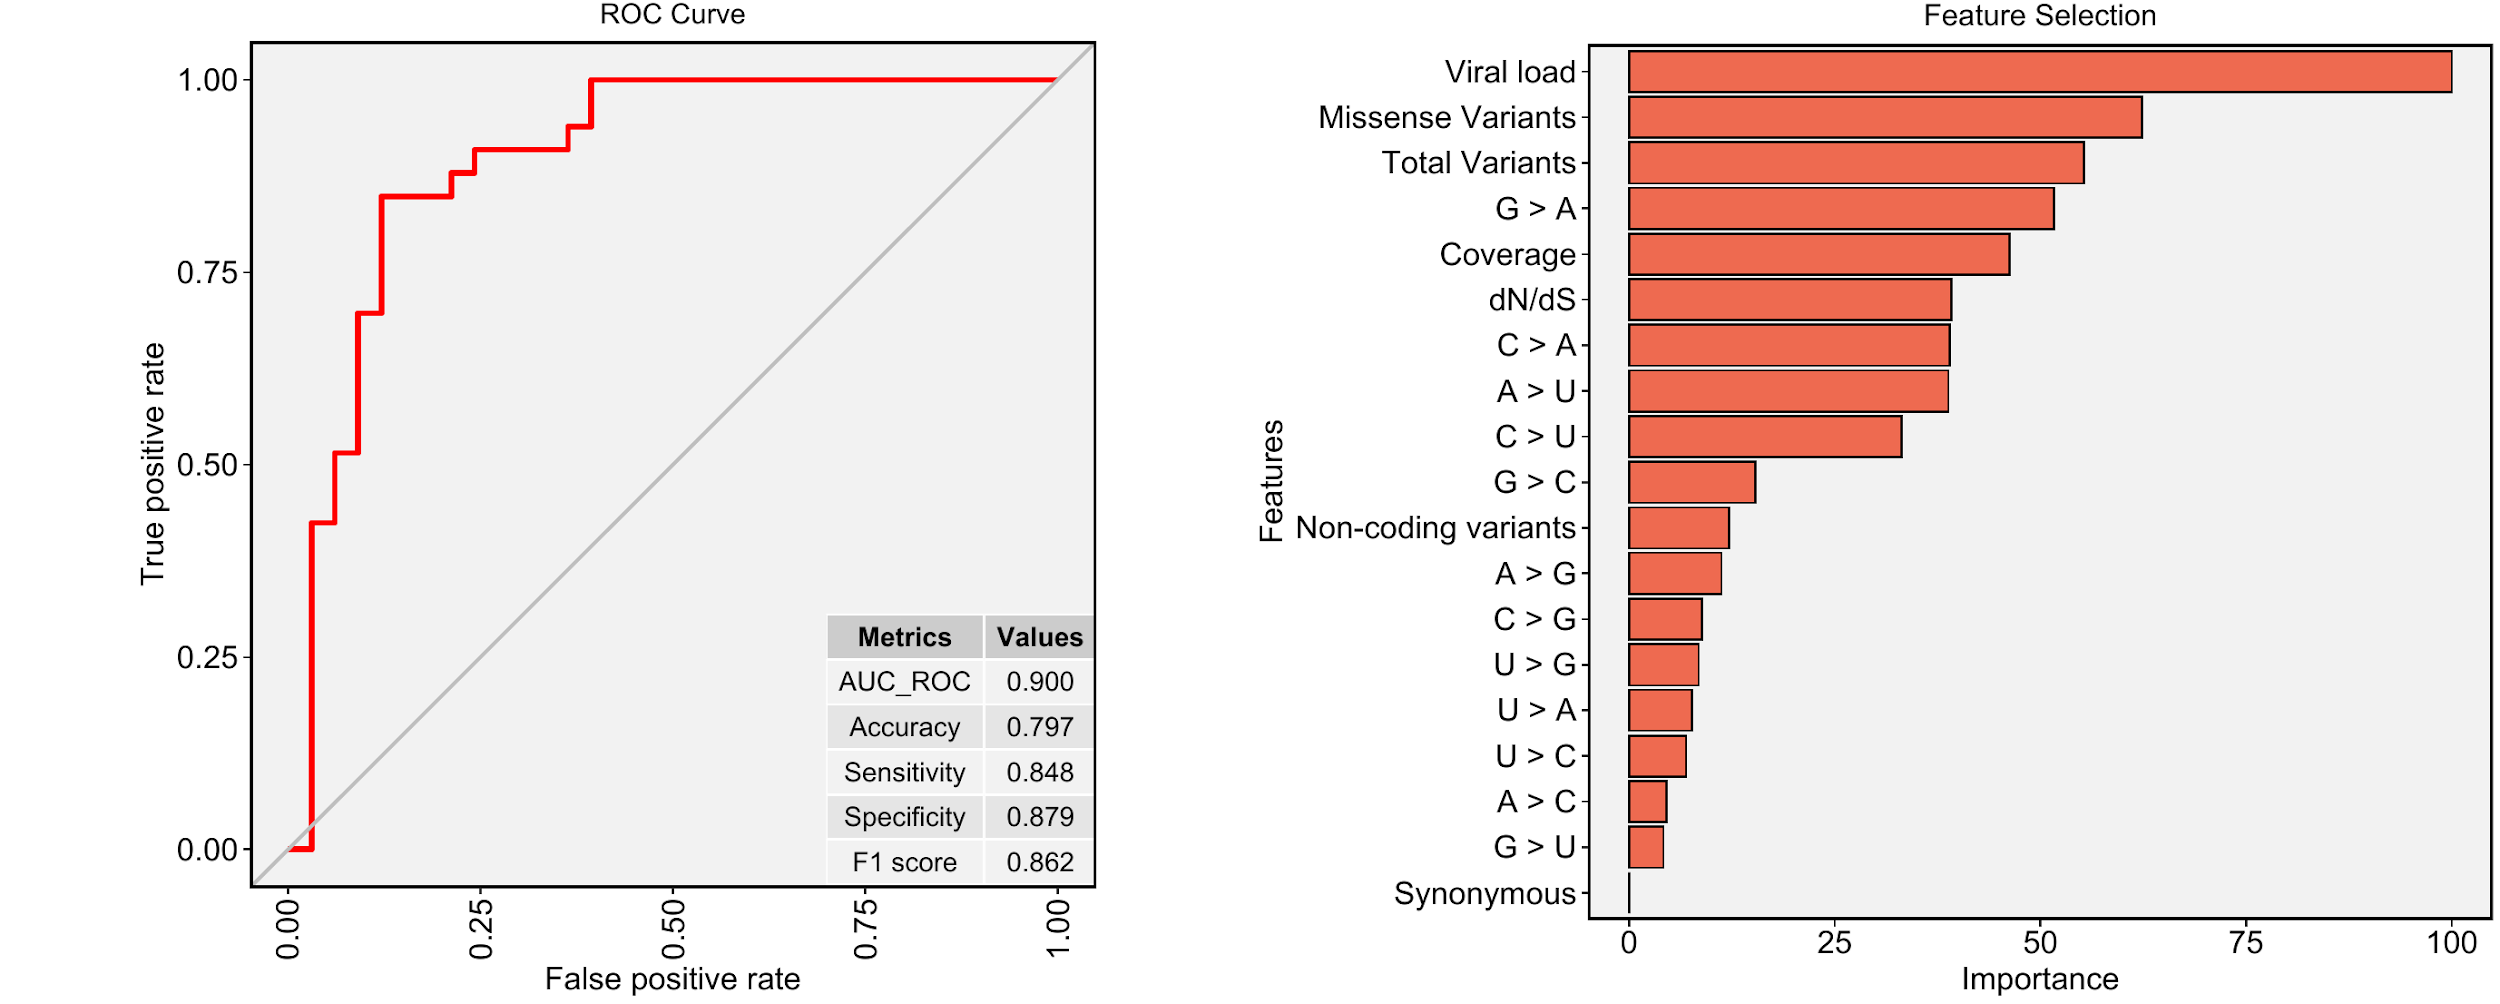 ROC Curve
True positive rate
1.00
0.75
0.50
0.25
0.00
0.00
0.25
0.50
0.75
1.00
False positive rate
Metrics Values
AUC_ROC 0.900
Accuracy 0.797
Sensitivity 0.848
Specificity 0.879
F1 score 0.862
Feature Selection
Features
Viral load
Missense Variants
Total Variants
G > A
Coverage
dN/dS
C > A
A > U
C > U
G > C
Non-coding variants
A > G
C > G
U > G
U > A
U > C
A > C
G > U
Synonymous
0 25 50 75 100
Importance